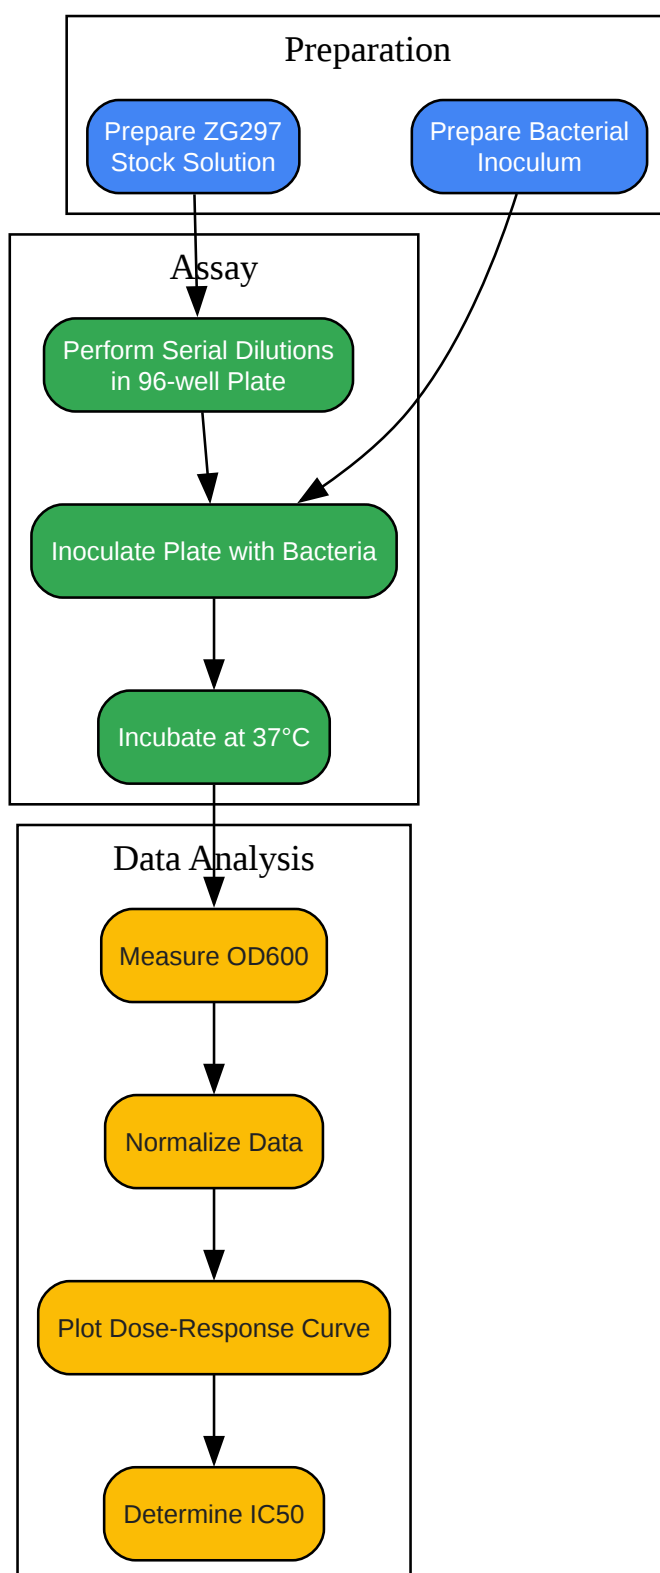 Preparation
Prepare ZG297
Stock Solution
Prepare Bacterial
Inoculum
Assay
Perform Serial Dilutions
in 96-well Plate
Inoculate Plate with Bacteria
Incubate at 37°C
Data Analysis
Measure OD600
Normalize Data
Plot Dose-Response Curve
Determine IC50